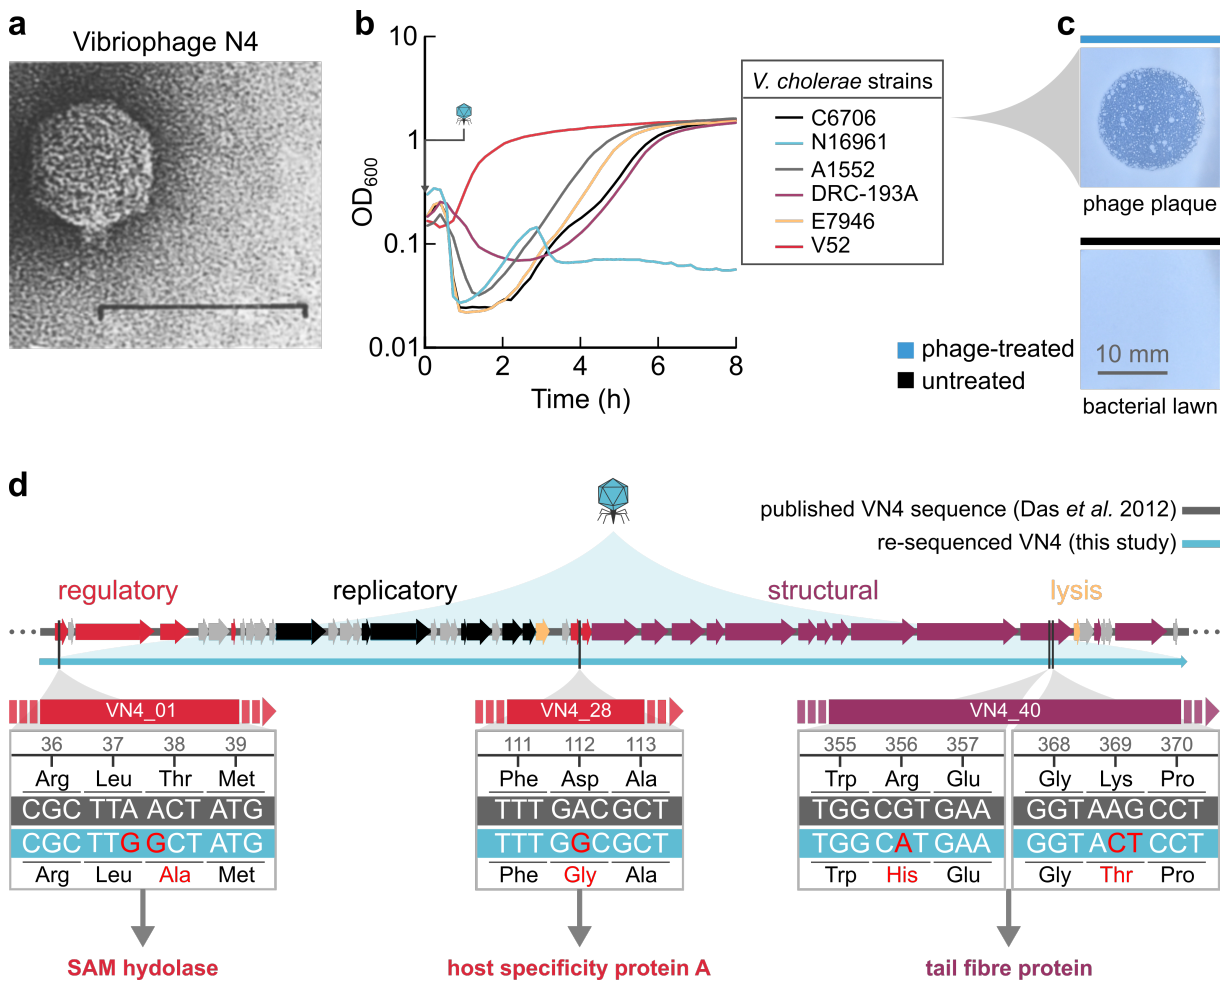 a
Vibriophage N4
b
10
1
0.1
0.01
OD600
0
2
4
6
8
Time (h)
V. cholerae strains
C6706
N16961
A1552
DRC-193A
E7946
V52
phage-treated
untreated
c
phage plaque
10 mm
bacterial lawn
d
published VN4 sequence (Das et al. 2012)
re-sequenced VN4 (this study)
regulatory
replicatory
structural
lysis
VN4_01
36 37 38 39
Arg Leu Thr Met
CGC TTA ACT ATG
CGC TTG GCT ATG
Arg Leu Ala Met
SAM hydolase
VN4_28
111 112 113
Phe Asp Ala
TTT GAC GCT
TTT GGC GCT
Phe Gly Ala
host specificity protein A
VN4_40
355 356 357
Trp Arg Glu
TGG CGT GAA
TGG CAT GAA
Trp His Glu
368 369 370
Gly Lys Pro
GGT AAG CCT
GGT ACT CCT
Gly Thr Pro
tail fibre protein